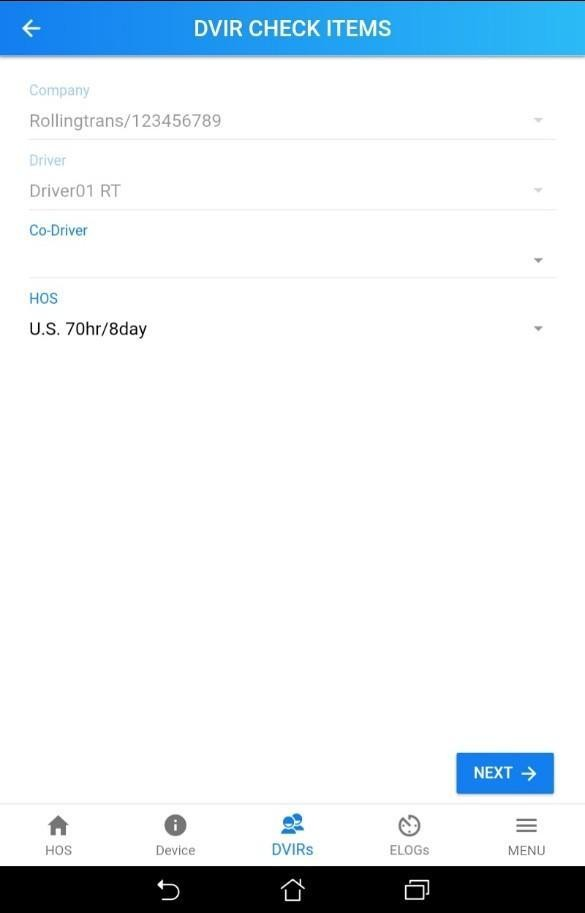 DVIR CHECK ITEMS
Company
Rollingtrans/123456789
Driver
Driver01 RT
Co-Driver
HOS
U.S. 70hr/8day
NEXT
HOS
Device
DVIRs
ELOGs
MENU